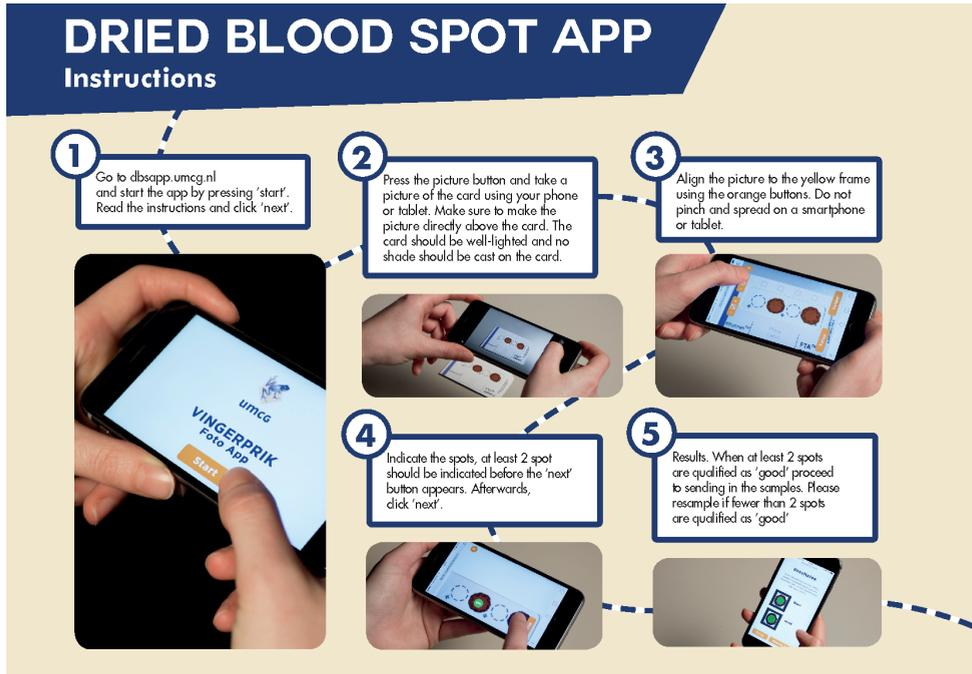 DRIED BLOOD SPOT APP
Instructions
1
Go to dbsapp.umcg.nl
and start the app by pressing ‘start’.
Read the instructions and click ‘next’.
2
Press the picture button and take a
picture of the card using your phone
or tablet. Make sure to make the
picture directly above the card. The
card should be well-lighted and no
shade should be cast on the card.
3
Align the picture to the yellow frame
using the orange buttons. Do not
pinch and spread on a smartphone
or tablet.
umcg
VINGERPRIK
Foto App
Start
FTA
4
Indicate the spots, at least 2 spot
should be indicated before the ‘next’
button appears. Afterwards,
click ‘next’.
5
Results. When at least 2 spots
are qualified as ‘good’ proceed
to sending in the samples. Please
resample if fewer than 2 spots
are qualified as ‘good’